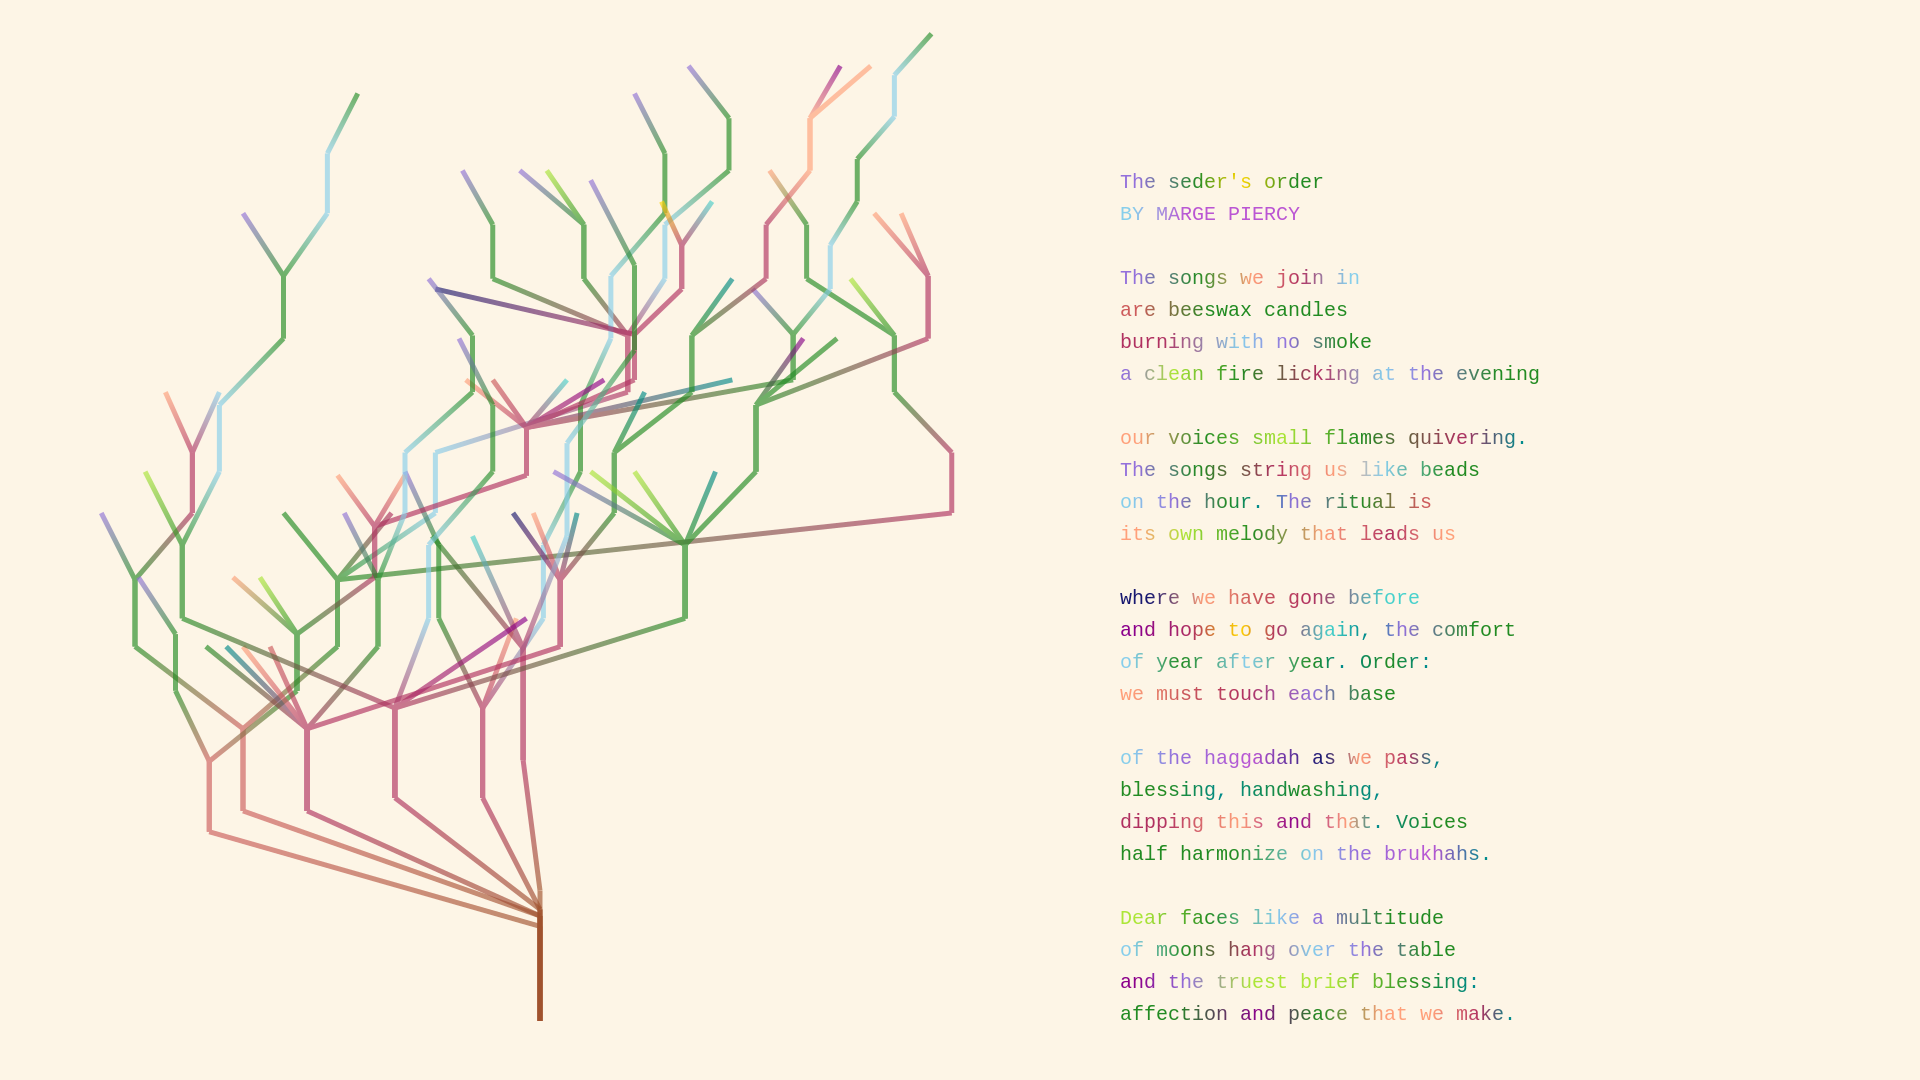 The seder's order
BY MARGE PIERCY
The songs we join in
are beeswax candles
burning with no smoke
a clean fire licking at the evening
our voices small flames quivering.
The songs string us like beads
on the hour. The ritual is
its own melody that leads us
where we have gone before
and hope to go again, the comfort
of year after year. Order:
we must touch each base
of the haggadah as we pass,
blessing, handwashing,
dipping this and that. Voices
half harmonize on the brukhahs.
Dear faces like a multitude
of moons hang over the table
and the truest brief blessing:
affection and peace that we make.